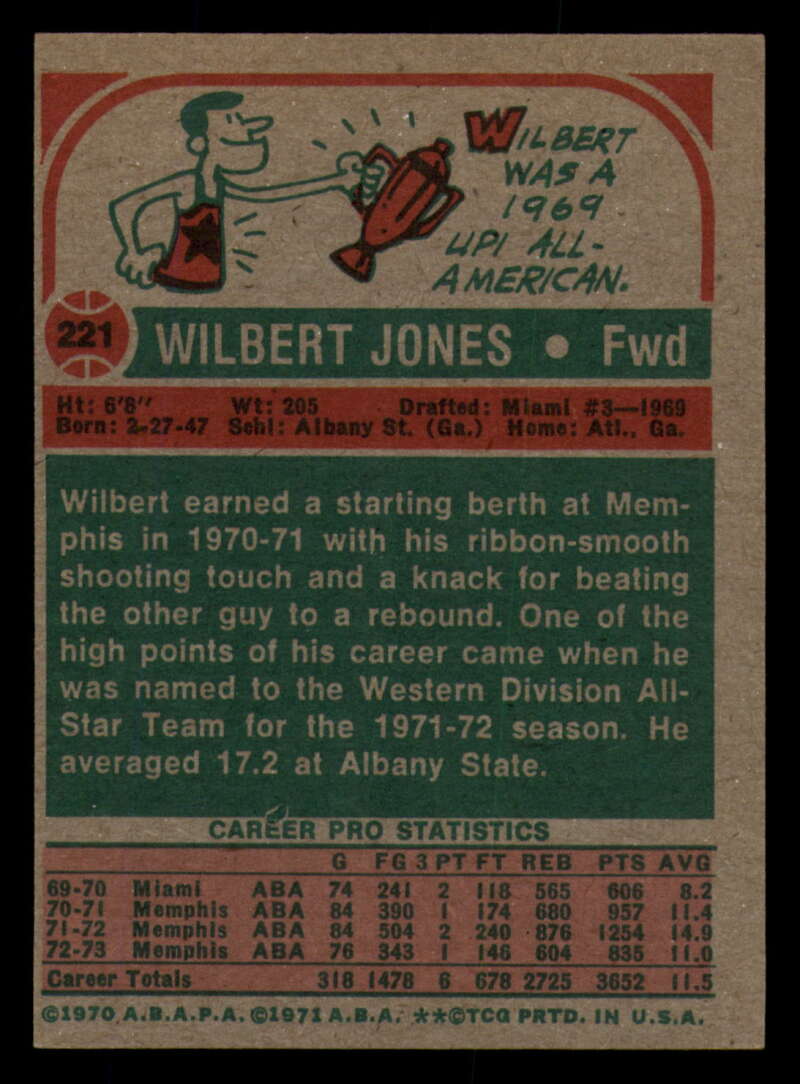 WILBERT
WAS A
1969
UPI ALL-
AMERICAN.
221 WILBERT JONES • Fwd
Ht: 6'8" Wt: 205 Drafted: Miami #3—1969
Born: 2-27-47 Schl: Albany St. (Ga.) Home: Atl., Ga.
Wilbert earned a starting berth at Mem-
phis in 1970-71 with his ribbon-smooth
shooting touch and a knack for beating
the other guy to a rebound. One of the
high points of his career came when he
was named to the Western Division All-
Star Team for the 1971-72 season. He
averaged 17.2 at Albany State.
CAREER PRO STATISTICS
G FG 3 PT FT REB PTS AVG
69-70 Miami ABA 74 241 2 118 565 606 8.2
70-71 Memphis ABA 84 390 1 174 680 957 11.4
71-72 Memphis ABA 84 504 2 240 876 1254 14.9
72-73 Memphis ABA 76 343 1 146 604 835 11.0
Career Totals 318 1478 6 678 2725 3652 11.5
©1970 A.B.A.P.A. ©1971 A.B.A. **©TCG PRTD. IN U.S.A.